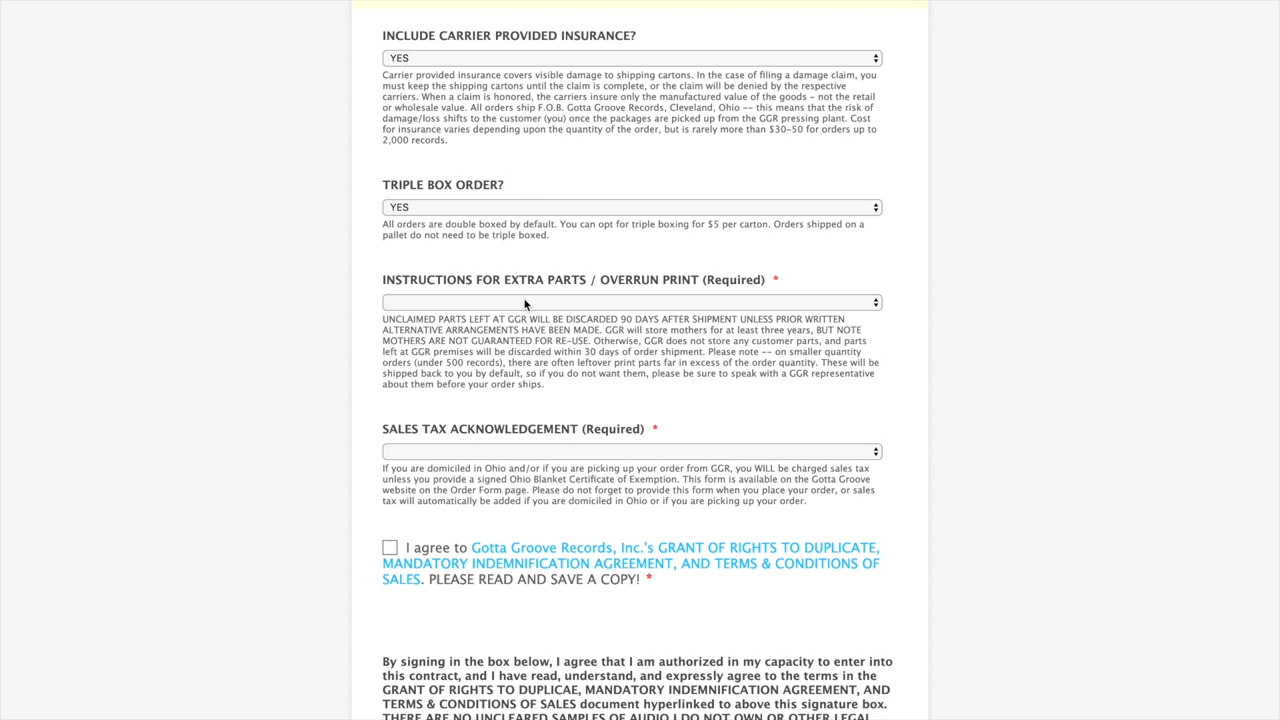 INCLUDE CARRIER PROVIDED INSURANCE?
YES
Carrier provided insurance covers visible damage to shipping cartons. In the case of filing a damage claim, you
must keep the shipping cartons until the claim is complete, or the claim will be denied by the respective
carriers. When a claim is honored, the carriers insure only the manufactured value of the goods - not the retail
or wholesale value. All orders ship F.O.B. Gotta Groove Records, Cleveland, Ohio -- this means that the risk of
damage/loss shifts to the customer (you) once the packages are picked up from the GGR pressing plant. Cost
for insurance varies depending upon the quantity of the order, but is rarely more than $30-50 for orders up to
2,000 records.
TRIPLE BOX ORDER?
YES
All orders are double boxed by default. You can opt for triple boxing for $5 per carton. Orders shipped on a
pallet do not need to be triple boxed.
INSTRUCTIONS FOR EXTRA PARTS / OVERRUN PRINT (Required) *
UNCLAIMED PARTS LEFT AT GGR WILL BE DISCARDED 90 DAYS AFTER SHIPMENT UNLESS PRIOR WRITTEN
ALTERNATIVE ARRANGEMENTS HAVE BEEN MADE. GGR will store mothers for at least three years, BUT NOTE
MOTHERS ARE NOT GUARANTEED FOR RE-USE. Otherwise, GGR does not store any customer parts, and parts
left at GGR premises will be discarded within 30 days of order shipment. Please note -- on smaller quantity
orders (under 500 records), there are often leftover print parts far in excess of the order quantity. These will be
shipped back to you by default, so if you do not want them, please be sure to speak with a GGR representative
about them before your order ships.
SALES TAX ACKNOWLEDGEMENT (Required) *
If you are domiciled in Ohio and/or if you are picking up your order from GGR, you WILL be charged sales tax
unless you provide a signed Ohio Blanket Certificate of Exemption. This form is available on the Gotta Groove
website on the Order Form page. Please do not forget to provide this form when you place your order, or sales
tax will automatically be added if you are domiciled in Ohio or if you are picking up your order.
I agree to Gotta Groove Records, Inc.'s GRANT OF RIGHTS TO DUPLICATE,
MANDATORY INDEMNIFICATION AGREEMENT, AND TERMS & CONDITIONS OF
SALES. PLEASE READ AND SAVE A COPY! *
By signing in the box below, I agree that I am authorized in my capacity to enter into
this contract, and I have read, understand, and expressly agree to the terms in the
GRANT OF RIGHTS TO DUPLICAE, MANDATORY INDEMNIFICATION AGREEMENT, AND
TERMS & CONDITIONS OF SALES document hyperlinked to above this signature box.
THERE ARE NO UNCLEARED SAMPLES OF AUDIO I DO NOT OWN OR OTHER LEGAL